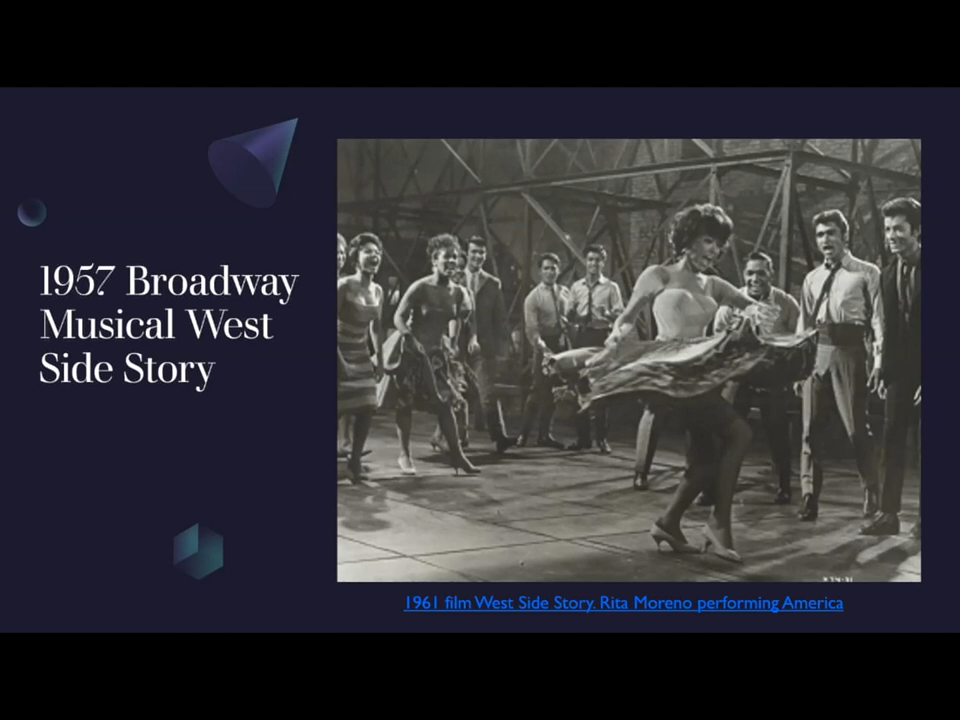 1957 Broadway
Musical West
Side Story
1961 film West Side Story. Rita Moreno performing America